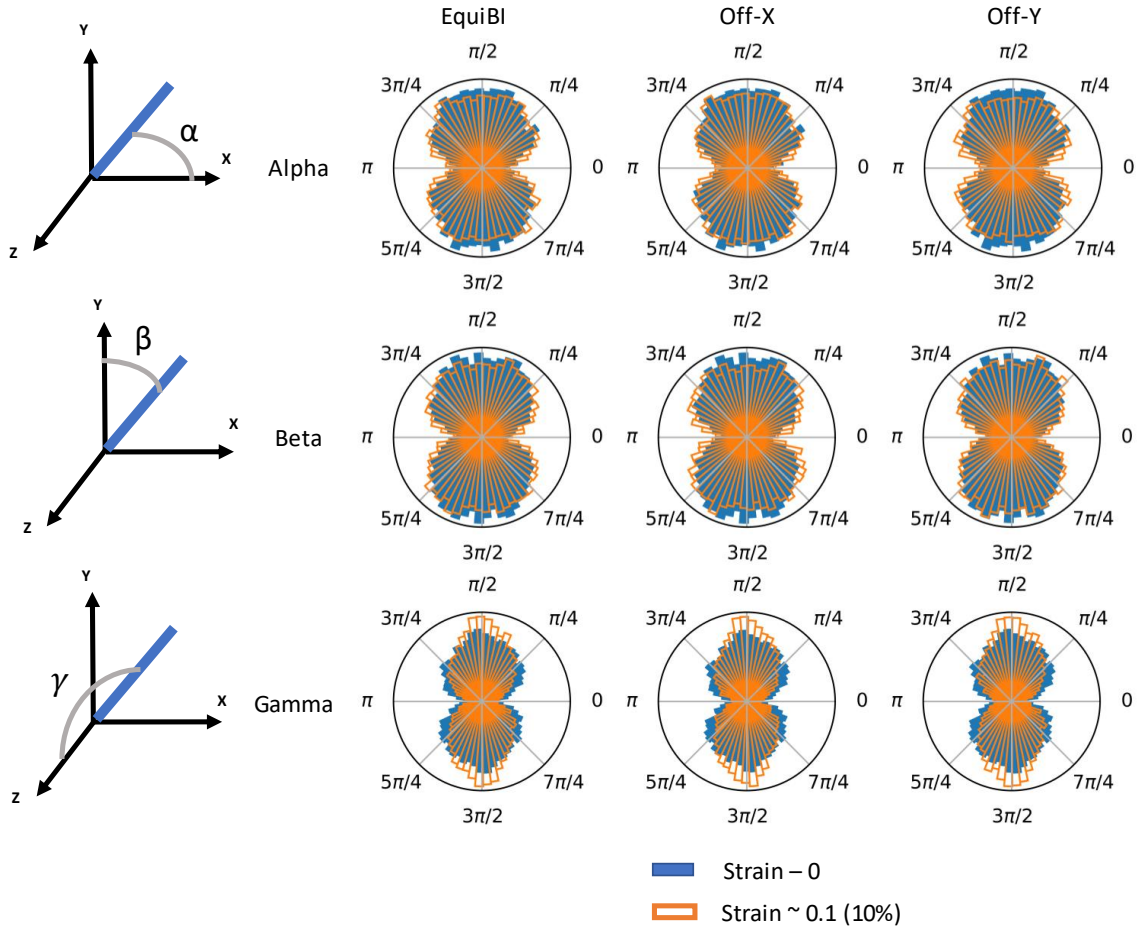 EquiBI Off-X Off-Y
Y
α
X
Z
Alpha
π/2 π/2 π/2
3π/4 π/4 3π/4 π/4 3π/4 π/4
π 0 π 0 π 0
5π/4 7π/4 5π/4 7π/4 5π/4 7π/4
3π/2 3π/2 3π/2
Y
β
X
Z
Beta
π/2 π/2 π/2
3π/4 π/4 3π/4 π/4 3π/4 π/4
π 0 π 0 π 0
5π/4 7π/4 5π/4 7π/4 5π/4 7π/4
3π/2 3π/2 3π/2
Y
γ
X
Z
Gamma
π/2 π/2 π/2
3π/4 π/4 3π/4 π/4 3π/4 π/4
π 0 π 0 π 0
5π/4 7π/4 5π/4 7π/4 5π/4 7π/4
3π/2 3π/2 3π/2
Strain – 0
Strain ~ 0.1 (10%)